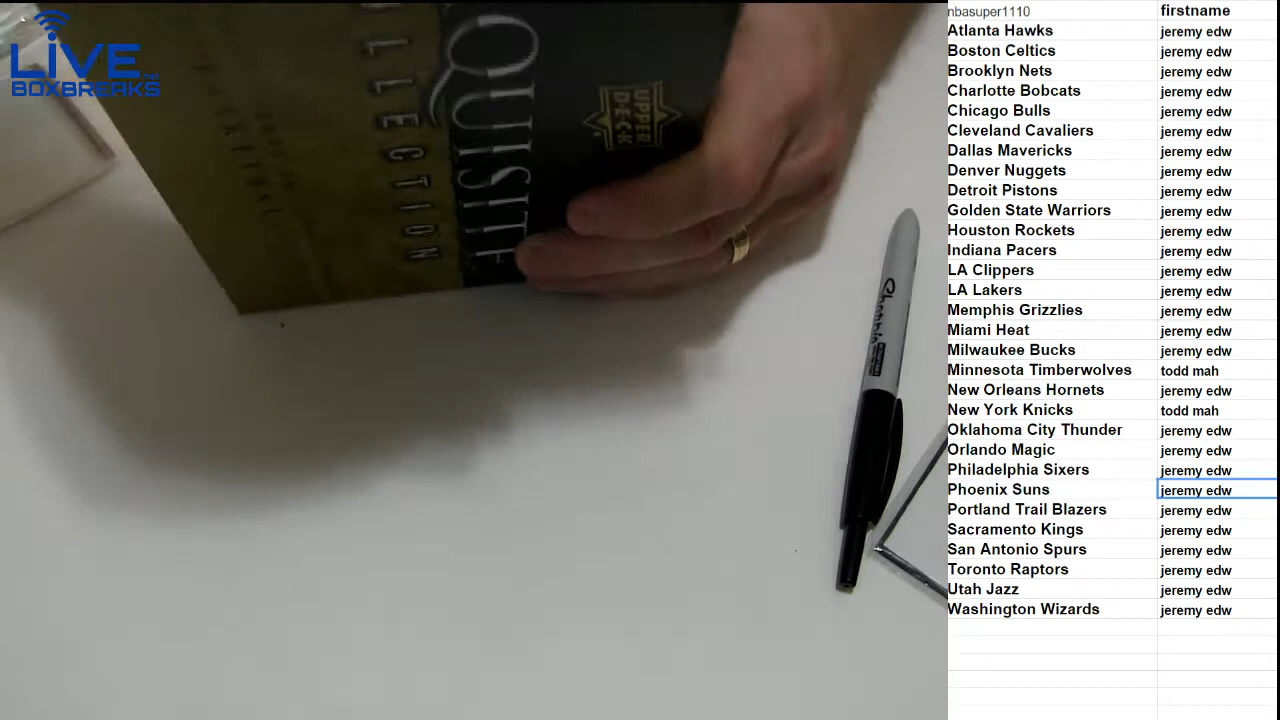 LIVE
BOXBREAKS
QUISITE
LLECTION
UPPER
D·E·C·K
Sharpie
nbasuper1110 firstname
Atlanta Hawks jeremy edw
Boston Celtics jeremy edw
Brooklyn Nets jeremy edw
Charlotte Bobcats jeremy edw
Chicago Bulls jeremy edw
Cleveland Cavaliers jeremy edw
Dallas Mavericks jeremy edw
Denver Nuggets jeremy edw
Detroit Pistons jeremy edw
Golden State Warriors jeremy edw
Houston Rockets jeremy edw
Indiana Pacers jeremy edw
LA Clippers jeremy edw
LA Lakers jeremy edw
Memphis Grizzlies jeremy edw
Miami Heat jeremy edw
Milwaukee Bucks jeremy edw
Minnesota Timberwolves todd mah
New Orleans Hornets jeremy edw
New York Knicks todd mah
Oklahoma City Thunder jeremy edw
Orlando Magic jeremy edw
Philadelphia Sixers jeremy edw
Phoenix Suns jeremy edw
Portland Trail Blazers jeremy edw
Sacramento Kings jeremy edw
San Antonio Spurs jeremy edw
Toronto Raptors jeremy edw
Utah Jazz jeremy edw
Washington Wizards jeremy edw